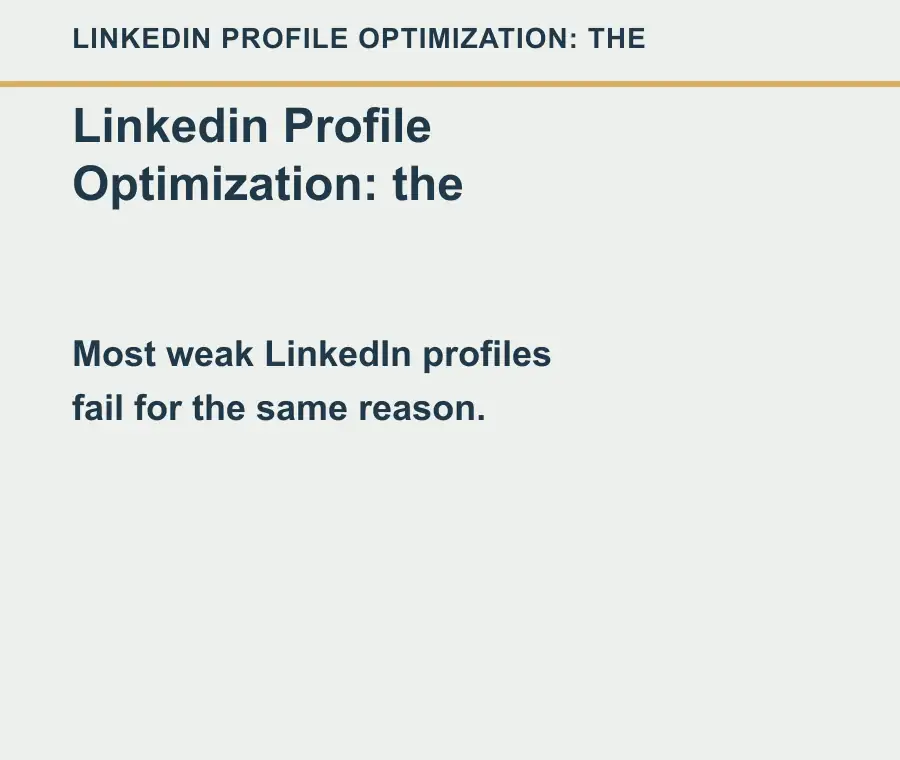 LINKEDIN PROFILE OPTIMIZATION: THE
Linkedin Profile
Optimization: the
Most weak LinkedIn profiles
fail for the same reason.